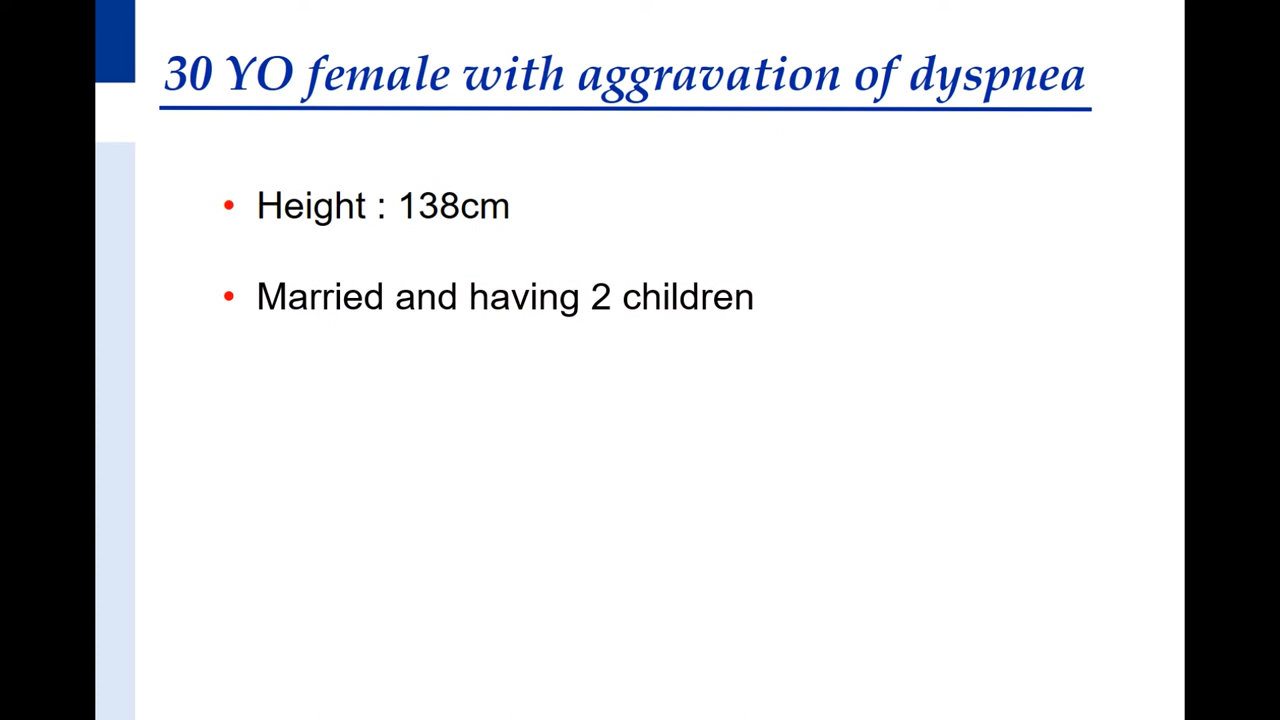 30 YO female with aggravation of dyspnea
• Height : 138cm
• Married and having 2 children